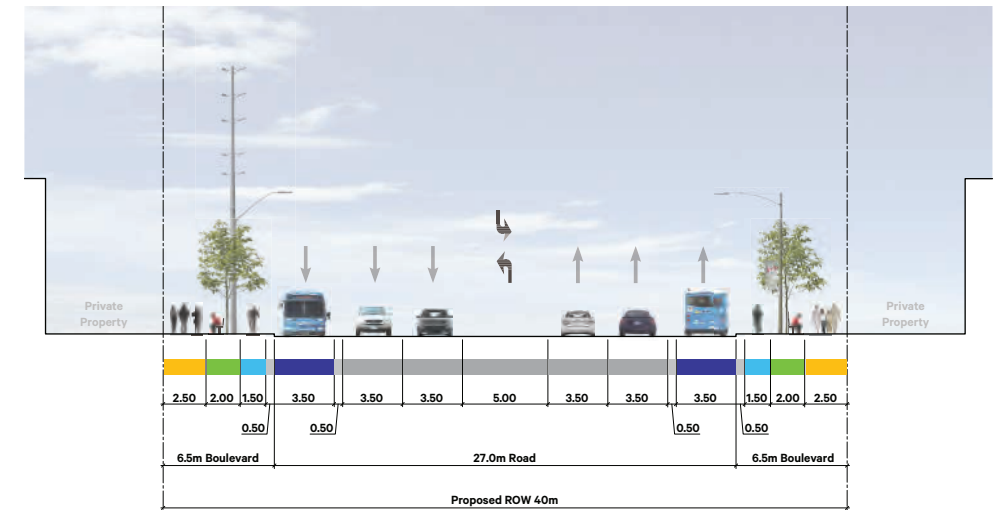 Private
Property
Private
Property
2.50 2.00 1.50 3.50 3.50 3.50 5.00 3.50 3.50 3.50 1.50 2.00 2.50
0.50 0.50 0.50 0.50
6.5m Boulevard 27.0m Road 6.5m Boulevard
Proposed ROW 40m